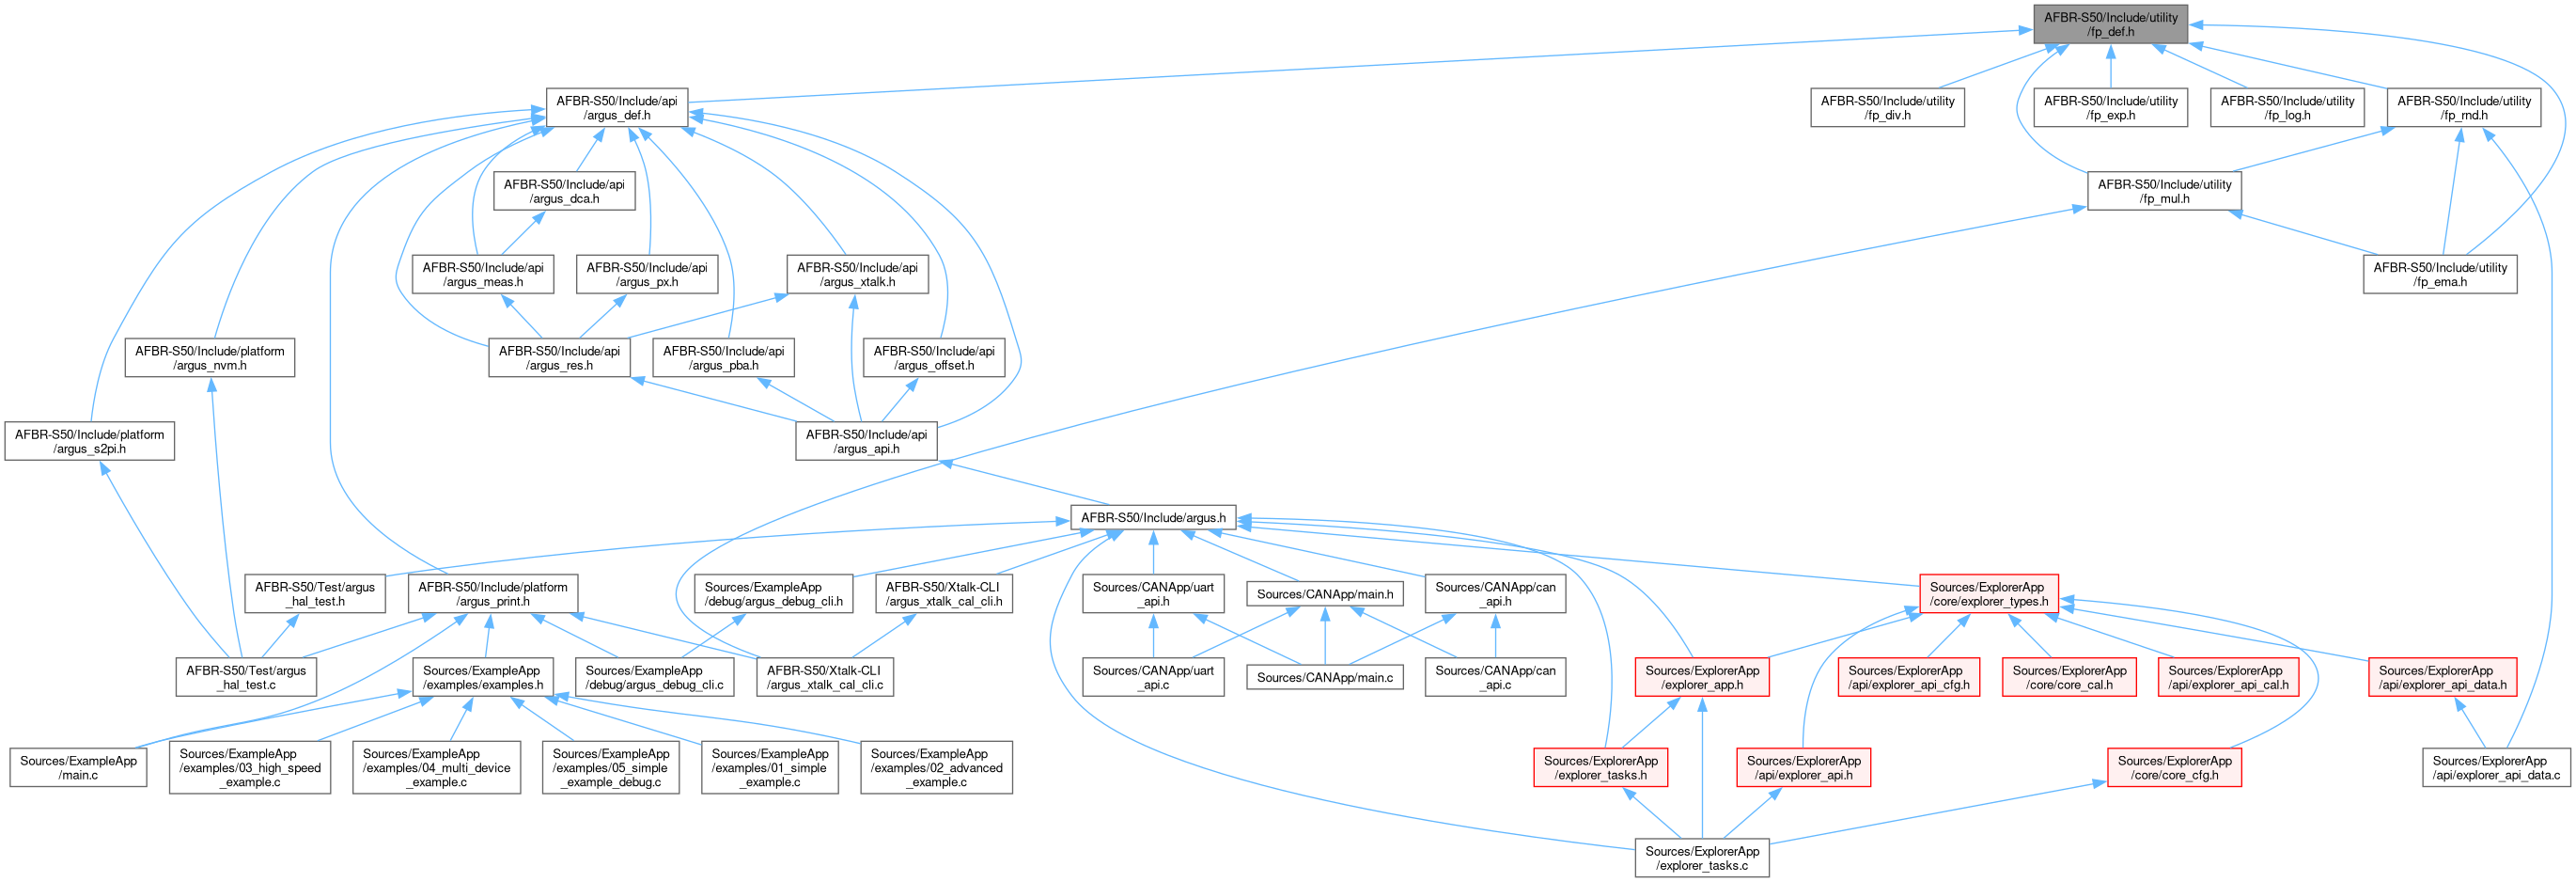 AFBR-S50/Include/utility
/fp_def.h
AFBR-S50/Include/api
/argus_def.h
AFBR-S50/Include/utility
/fp_div.h
AFBR-S50/Include/utility
/fp_exp.h
AFBR-S50/Include/utility
/fp_log.h
AFBR-S50/Include/utility
/fp_rnd.h
AFBR-S50/Include/api
/argus_dca.h
AFBR-S50/Include/utility
/fp_mul.h
AFBR-S50/Include/api
/argus_meas.h
AFBR-S50/Include/api
/argus_px.h
AFBR-S50/Include/api
/argus_xtalk.h
AFBR-S50/Include/utility
/fp_ema.h
AFBR-S50/Include/platform
/argus_nvm.h
AFBR-S50/Include/api
/argus_res.h
AFBR-S50/Include/api
/argus_pba.h
AFBR-S50/Include/api
/argus_offset.h
AFBR-S50/Include/platform
/argus_s2pi.h
AFBR-S50/Include/api
/argus_api.h
AFBR-S50/Include/argus.h
AFBR-S50/Test/argus
_hal_test.h
AFBR-S50/Include/platform
/argus_print.h
Sources/ExampleApp
/debug/argus_debug_cli.h
AFBR-S50/Xtalk-CLI
/argus_xtalk_cal_cli.h
Sources/CANApp/uart
_api.h
Sources/CANApp/main.h
Sources/CANApp/can
_api.h
Sources/ExplorerApp
/core/explorer_types.h
AFBR-S50/Test/argus
_hal_test.c
Sources/ExampleApp
/examples/examples.h
Sources/ExampleApp
/debug/argus_debug_cli.c
AFBR-S50/Xtalk-CLI
/argus_xtalk_cal_cli.c
Sources/CANApp/uart
_api.c
Sources/CANApp/main.c
Sources/CANApp/can
_api.c
Sources/ExplorerApp
/explorer_app.h
Sources/ExplorerApp
/api/explorer_api_cfg.h
Sources/ExplorerApp
/core/core_cal.h
Sources/ExplorerApp
/api/explorer_api_cal.h
Sources/ExplorerApp
/api/explorer_api_data.h
Sources/ExampleApp
/main.c
Sources/ExampleApp
/examples/03_high_speed
_example.c
Sources/ExampleApp
/examples/04_multi_device
_example.c
Sources/ExampleApp
/examples/05_simple
_example_debug.c
Sources/ExampleApp
/examples/01_simple
_example.c
Sources/ExampleApp
/examples/02_advanced
_example.c
Sources/ExplorerApp
/explorer_tasks.h
Sources/ExplorerApp
/api/explorer_api.h
Sources/ExplorerApp
/core/core_cfg.h
Sources/ExplorerApp
/api/explorer_api_data.c
Sources/ExplorerApp
/explorer_tasks.c